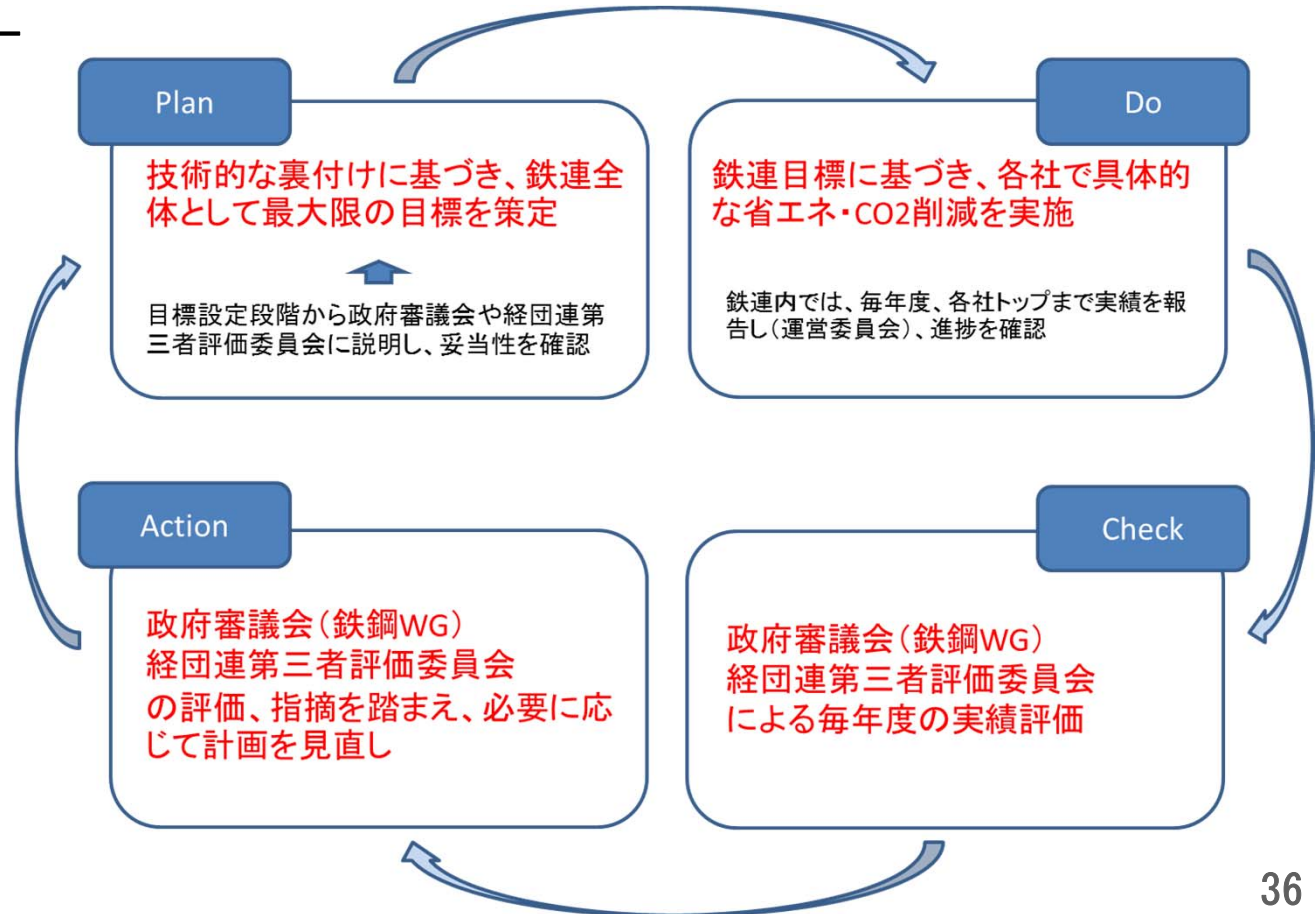 Plan
技術的な裏付けに基づき、鉄連全
体として最大限の目標を策定
目標設定段階から政府審議会や経団連第
三者評価委員会に説明し、妥当性を確認
Do
鉄連目標に基づき、各社で具体的
な省エネ・CO2削減を実施
鉄連内では、毎年度、各社トップまで実績を報
告し(運営委員会)、進捗を確認
Action
政府審議会(鉄鋼WG)
経団連第三者評価委員会
の評価、指摘を踏まえ、必要に応
じて計画を見直し
Check
政府審議会(鉄鋼WG)
経団連第三者評価委員会
による毎年度の実績評価
36